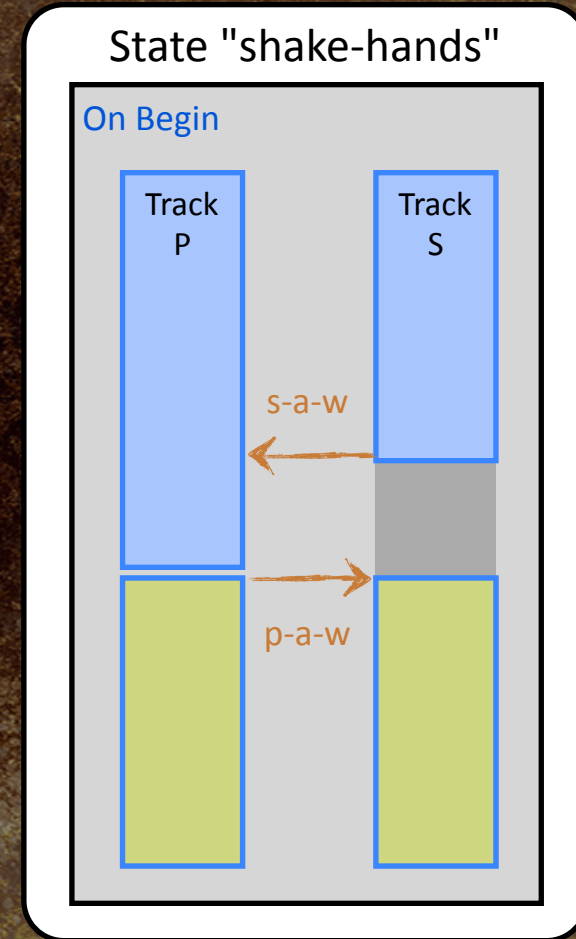 State "shake-hands"
On Begin
Track
P
Track
S
s-a-w
p-a-w